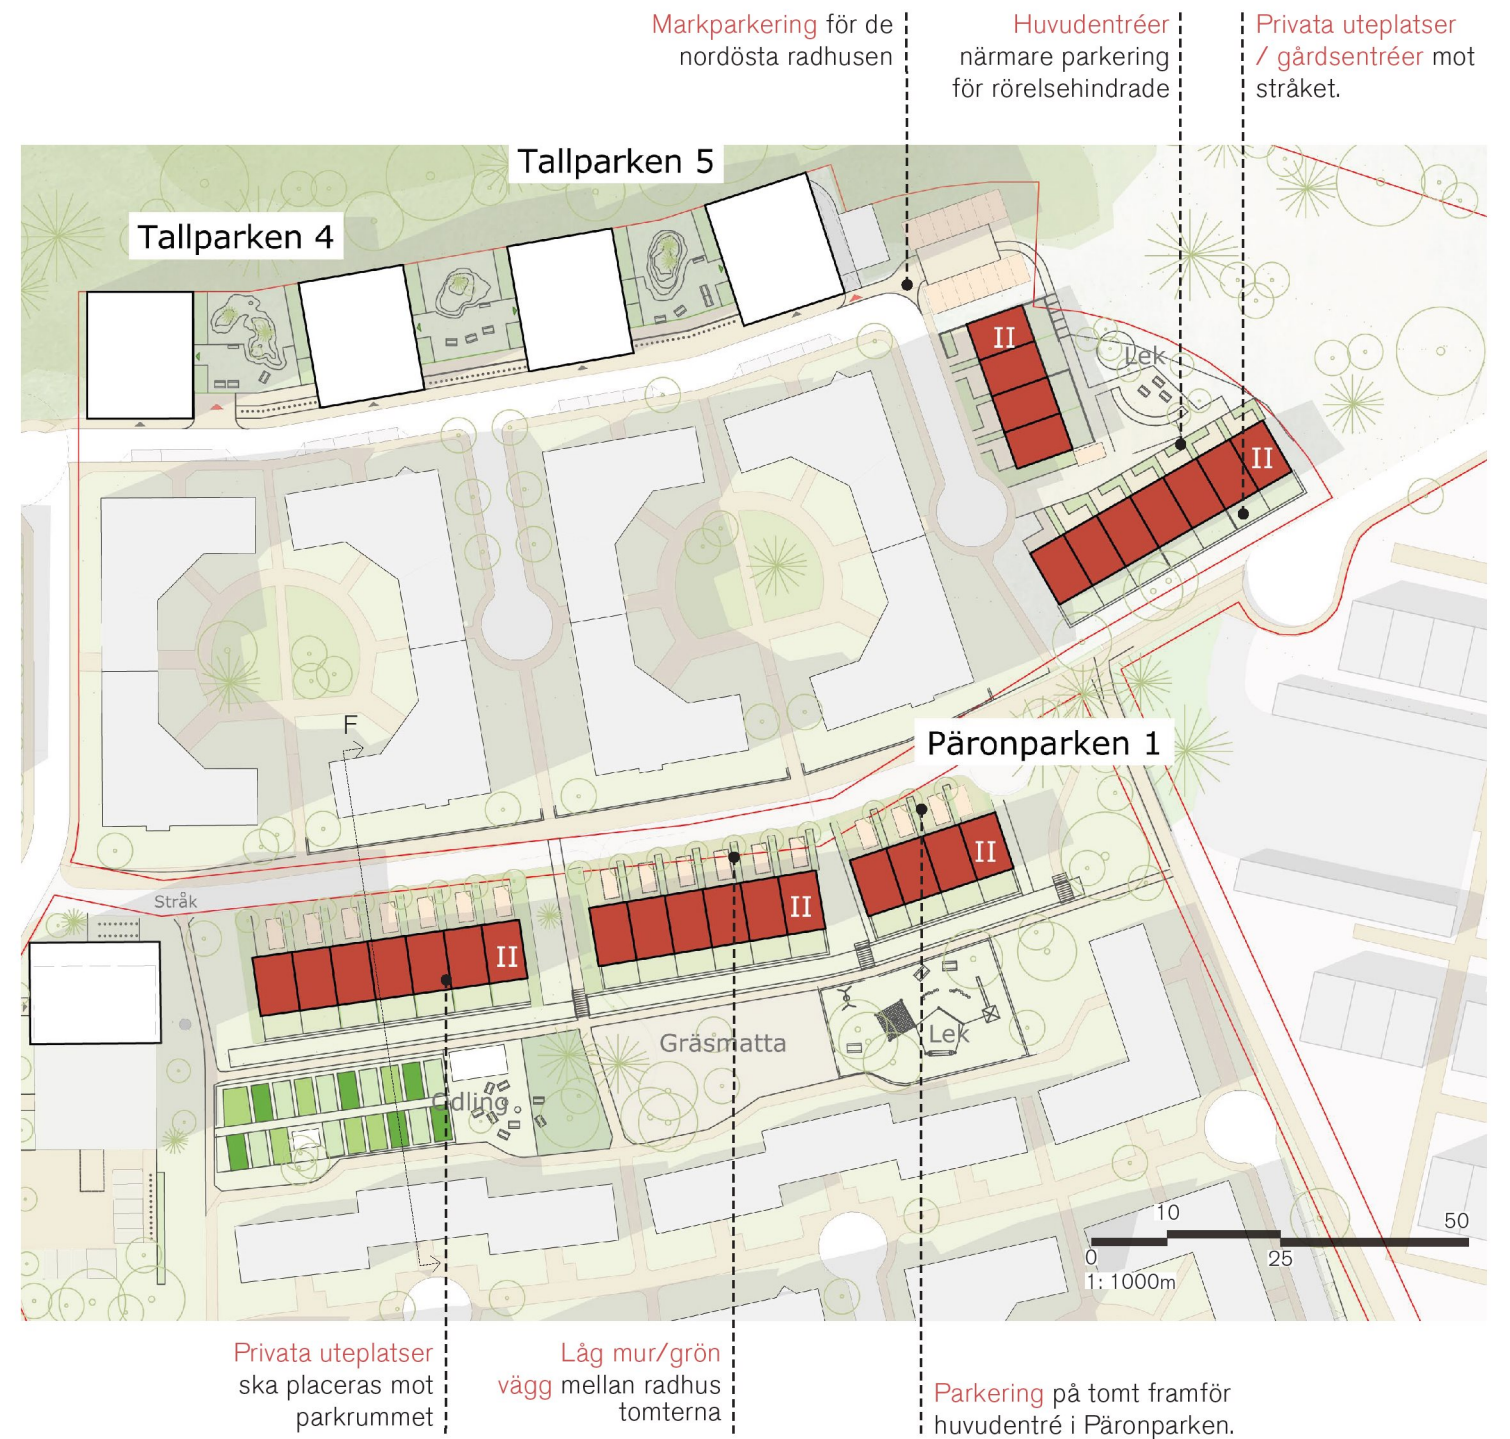 Markparkering för de
nordösta radhusen
Huvudentréer
närmare parkering
för rörelsehindrade
Privata uteplatser
/ gårdsentréer mot
stråket.
Tallparken 5
Tallparken 4
II
Lek
II
F
Päronparken 1
II
II
II
Stråk
Gräsmatta
Lek
Odling
10
50
0
25
1: 1000m
Privata uteplatser
ska placeras mot
parkrummet
Låg mur/grön
vägg mellan radhus
tomterna
Parkering på tomt framför
huvudentré i Päronparken.